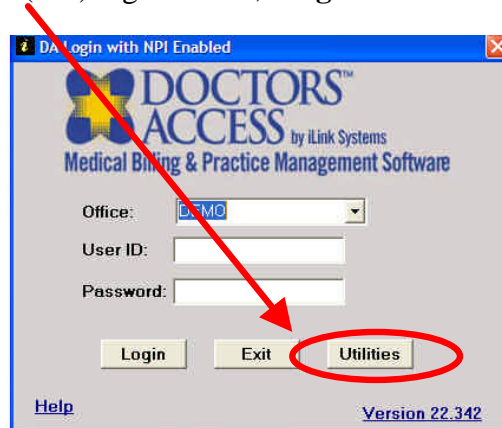 DA Login with NPI Enabled
DOCTORS™
ACCESS by iLink Systems
Medical Billing & Practice Management Software
Office: DEMO
User ID:
Password:
Login Exit Utilities
Help Version 22.342